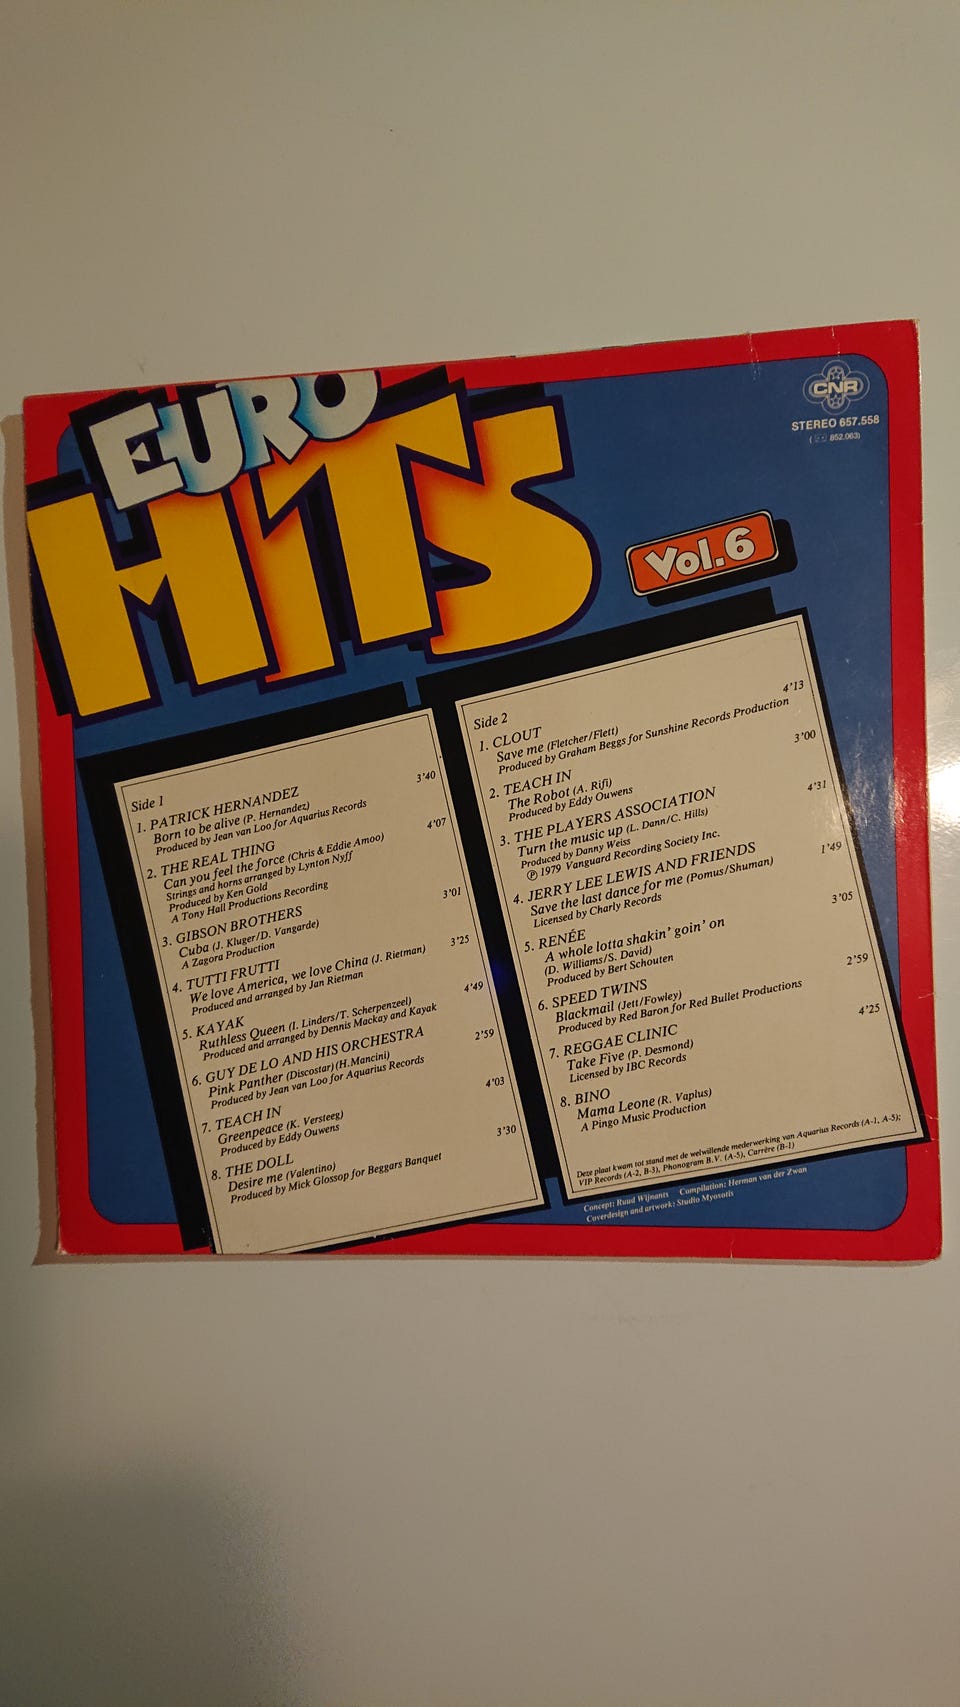 EURO
HITS
CNR
STEREO 657.558
852.063)
Vol.6
Side 1
3'40
1. PATRICK HERNANDEZ
Born to be alive (P. Hernandez)
Produced by Jean van Loo for Aquarius Records
4'07
2. THE REAL THING
Can you feel the force (Chris & Eddie Amoo)
Strings and horns arranged by Lynton Nyff
Produced by Ken Gold
A Tony Hall Productions Recording
3'01
3. GIBSON BROTHERS
Cuba (J. Kluger/D. Vangarde)
A Zagora Production
3'25
4. TUTTI FRUTTI
We love America, we love China (J. Rietman)
Produced and arranged by Jan Rietman
4'49
5. KAYAK
Ruthless Queen (I. Linders/T. Scherpenzeel)
Produced and arranged by Dennis Mackay and Kayak
2'59
6. GUY DE LO AND HIS ORCHESTRA
Pink Panther (Discostar) (H.Mancini)
Produced by Jean van Loo for Aquarius Records
4'03
7. TEACH IN
Greenpeace (K. Versteeg)
Produced by Eddy Ouwens
3'30
8. THE DOLL
Desire me (Valentino)
Produced by Mick Glossop for Beggars Banquet
Side 2
4'13
1. CLOUT
Save me (Fletcher/Flett)
Produced by Graham Beggs for Sunshine Records Production
3'00
2. TEACH IN
The Robot (A. Rifi)
Produced by Eddy Ouwens
4'31
3. THE PLAYERS ASSOCIATION
Turn the music up (L. Dann/C. Hills)
Produced by Danny Weiss
℗ 1979 Vanguard Recording Society Inc.
1'49
4. JERRY LEE LEWIS AND FRIENDS
Save the last dance for me (Pomus/Shuman)
Licensed by Charly Records
3'05
5. RENÉE
A whole lotta shakin' goin' on
(D. Williams/S. David)
Produced by Bert Schouten
2'59
6. SPEED TWINS
Blackmail (Jett/Fowley)
Produced by Red Baron for Red Bullet Productions
4'25
7. REGGAE CLINIC
Take Five (P. Desmond)
Licensed by IBC Records
8. BINO
Mama Leone (R. Vaplus)
A Pingo Music Production
Deze plaat kwam tot stand met de welwillende mederwerking van Aquarius Records (A-1, A-5);
VIP Records (A-2, B-3), Phonogram B.V. (A-5), Carrère (B-1)
Concept: Ruud Wijnants Compilation: Herman van der Zwan
Coverdesign and artwork: Studio Myosotis